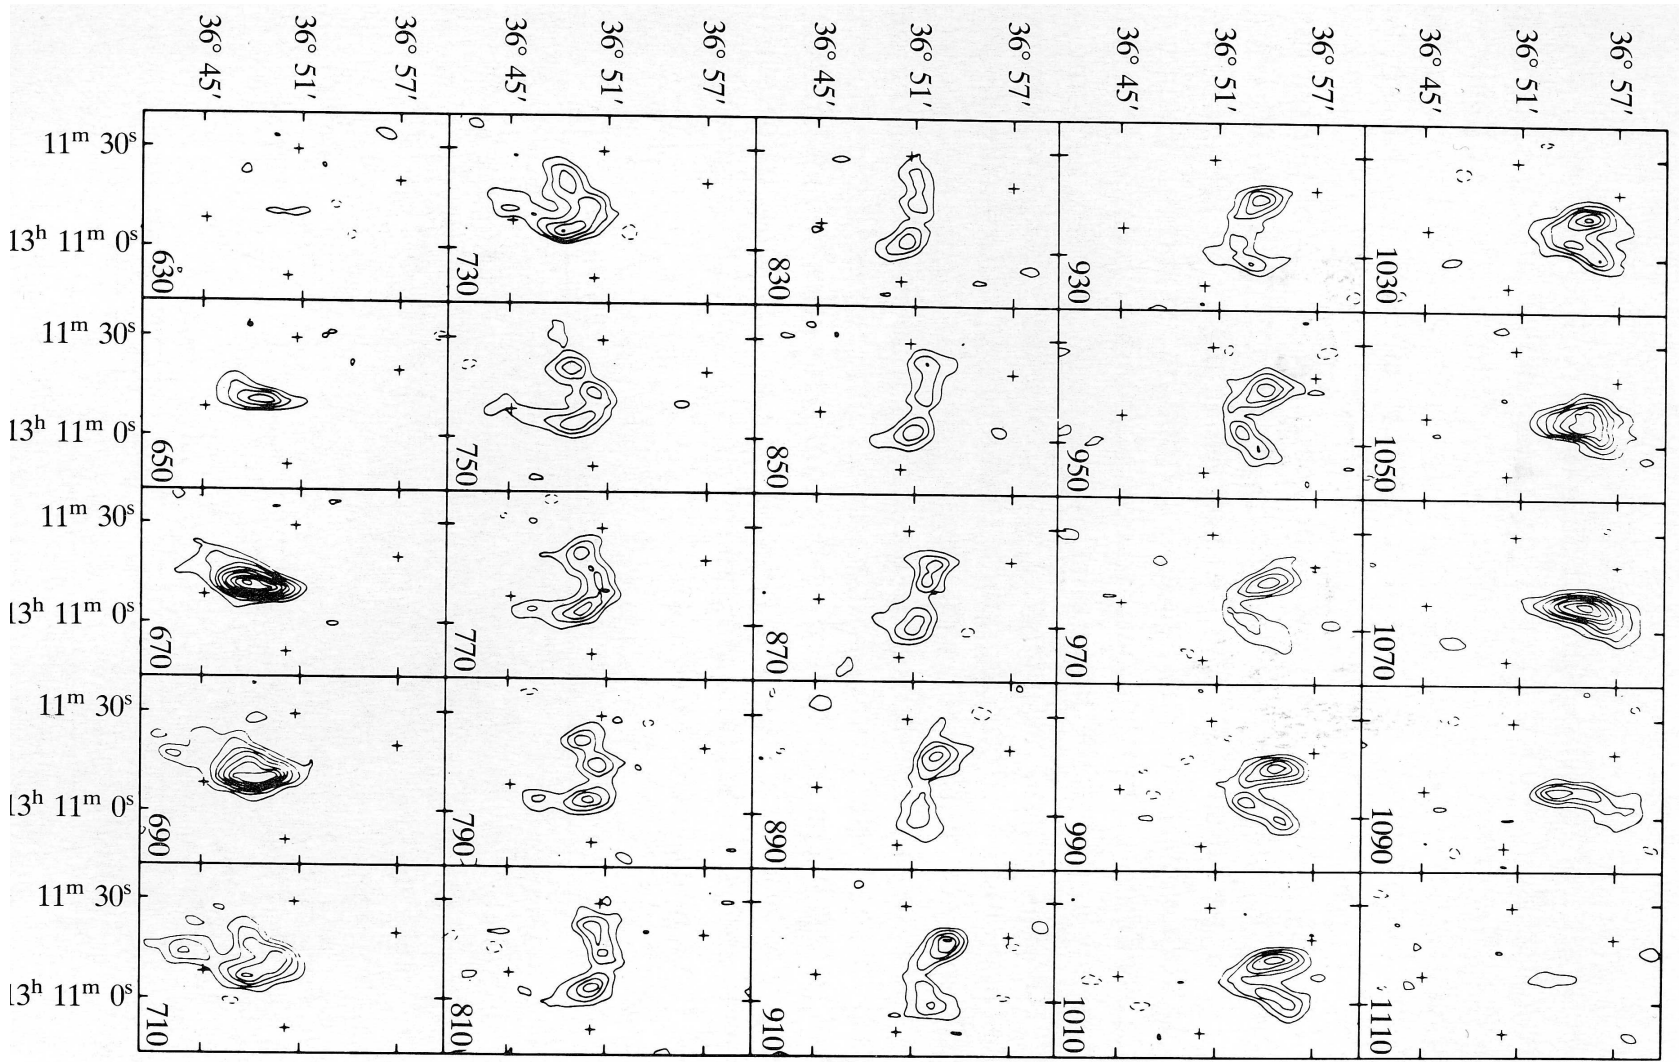 36° 45′ 36° 51′ 36° 57′ 36° 45′ 36° 51′ 36° 57′ 36° 45′ 36° 51′ 36° 57′ 36° 45′ 36° 51′ 36° 57′ 36° 45′ 36° 51′ 36° 57′
11ᵐ 30ˢ
13ʰ 11ᵐ 0ˢ
630 730 830 930 1030
11ᵐ 30ˢ
13ʰ 11ᵐ 0ˢ
650 750 850 950 1050
11ᵐ 30ˢ
13ʰ 11ᵐ 0ˢ
670 770 870 970 1070
11ᵐ 30ˢ
13ʰ 11ᵐ 0ˢ
690 790 890 990 1090
11ᵐ 30ˢ
13ʰ 11ᵐ 0ˢ
710 810 910 1010 1110